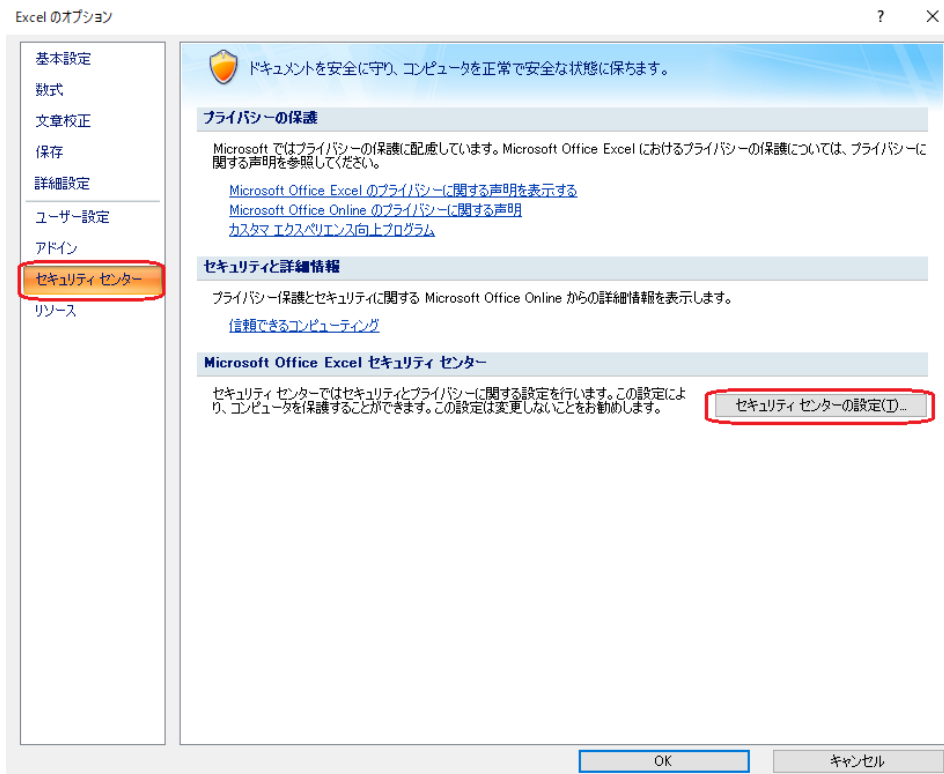 Excel のオプション
?
基本設定
数式
文章校正
保存
詳細設定
ユーザー設定
アドイン
セキュリティ センター
リソース
ドキュメントを安全に守り、コンピュータを正常で安全な状態に保ちます。
プライバシーの保護
Microsoft ではプライバシーの保護に配慮しています。Microsoft Office Excel におけるプライバシーの保護については、プライバシーに
関する声明を参照してください。
Microsoft Office Excel のプライバシーに関する声明を表示する
Microsoft Office Online のプライバシーに関する声明
カスタマ エクスペリエンス向上プログラム
セキュリティと詳細情報
プライバシー保護とセキュリティに関する Microsoft Office Online からの詳細情報を表示します。
信頼できるコンピューティング
Microsoft Office Excel セキュリティ センター
セキュリティ センターではセキュリティとプライバシーに関する設定を行います。この設定によ
り、コンピュータを保護することができます。この設定は変更しないことをお勧めします。
セキュリティ センターの設定(T)...
OK
キャンセル